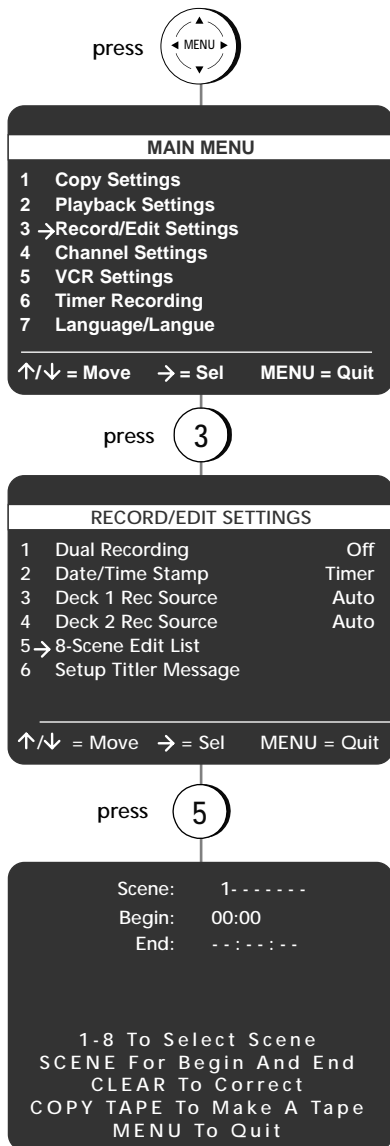 press
MENU
MAIN MENU
1 Copy Settings
2 Playback Settings
3 →Record/Edit Settings
4 Channel Settings
5 VCR Settings
6 Timer Recording
7 Language/Langue
↑/↓ = Move → = Sel MENU = Quit
press 3
RECORD/EDIT SETTINGS
1 Dual Recording Off
2 Date/Time Stamp Timer
3 Deck 1 Rec Source Auto
4 Deck 2 Rec Source Auto
5 → 8-Scene Edit List
6 Setup Titler Message
↑/↓ = Move → = Sel MENU = Quit
press 5
Scene: 1-------
Begin: 00:00
End: --:--:--
1-8 To Select Scene
SCENE For Begin And End
CLEAR To Correct
COPY TAPE To Make A Tape
MENU To Quit